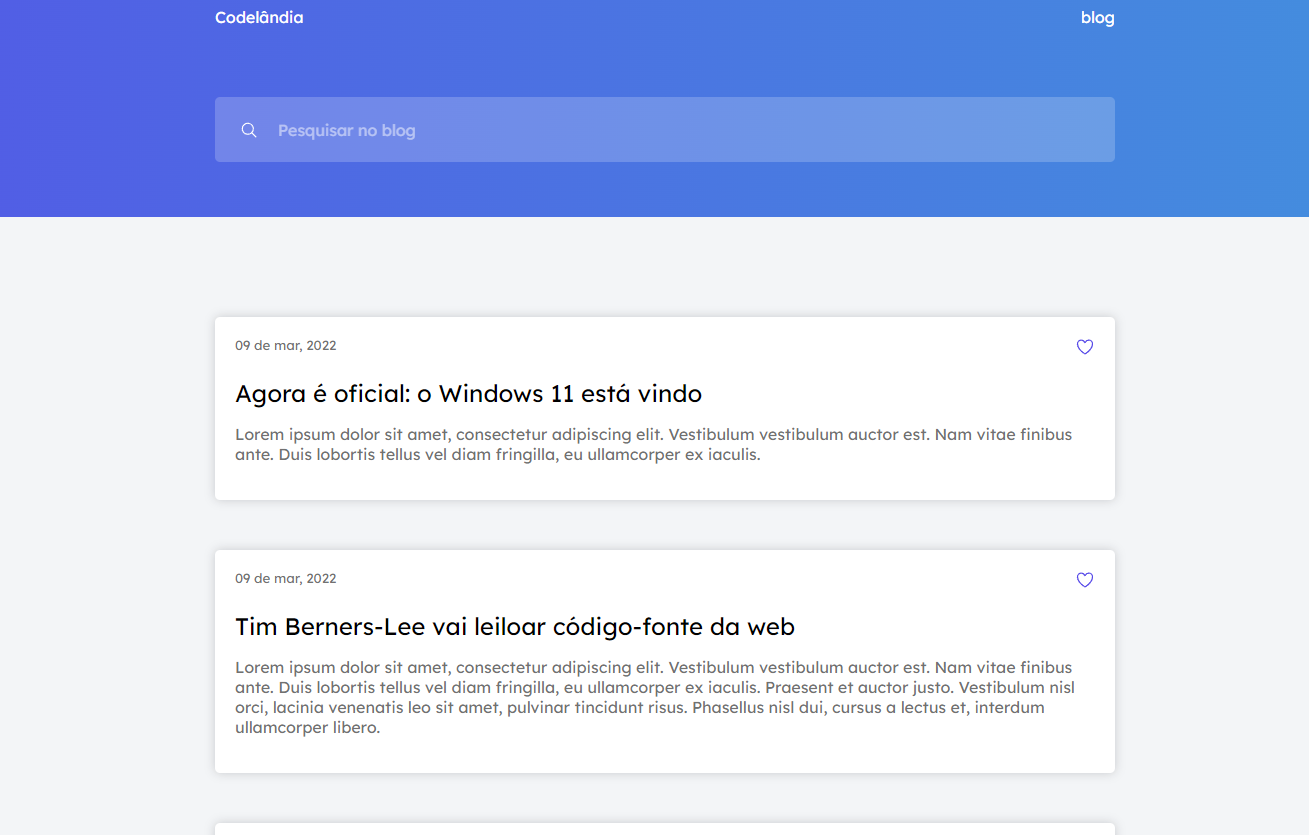 Codelândia
blog
Pesquisar no blog
09 de mar, 2022
Agora é oficial: o Windows 11 está vindo
Lorem ipsum dolor sit amet, consectetur adipiscing elit. Vestibulum vestibulum auctor est. Nam vitae finibus
ante. Duis lobortis tellus vel diam fringilla, eu ullamcorper ex iaculis.
09 de mar, 2022
Tim Berners-Lee vai leiloar código-fonte da web
Lorem ipsum dolor sit amet, consectetur adipiscing elit. Vestibulum vestibulum auctor est. Nam vitae finibus
ante. Duis lobortis tellus vel diam fringilla, eu ullamcorper ex iaculis. Praesent et auctor justo. Vestibulum nisl
orci, lacinia venenatis leo sit amet, pulvinar tincidunt risus. Phasellus nisl dui, cursus a lectus et, interdum
ullamcorper libero.